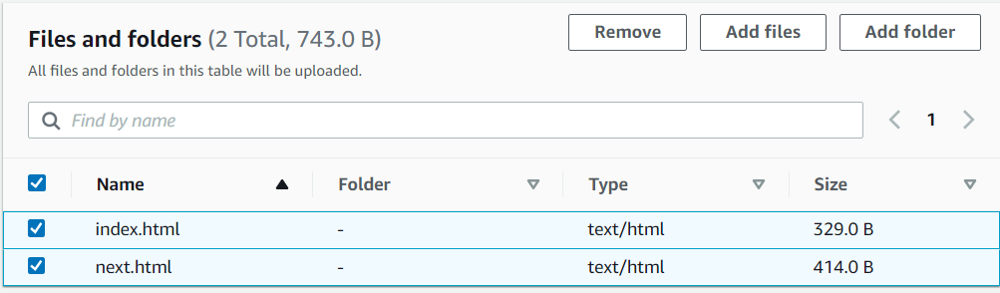 Files and folders (2 Total, 743.0 B)
Remove
Add files
Add folder
All files and folders in this table will be uploaded.
Find by name
1
Name Folder Type Size
index.html - text/html 329.0 B
next.html - text/html 414.0 B